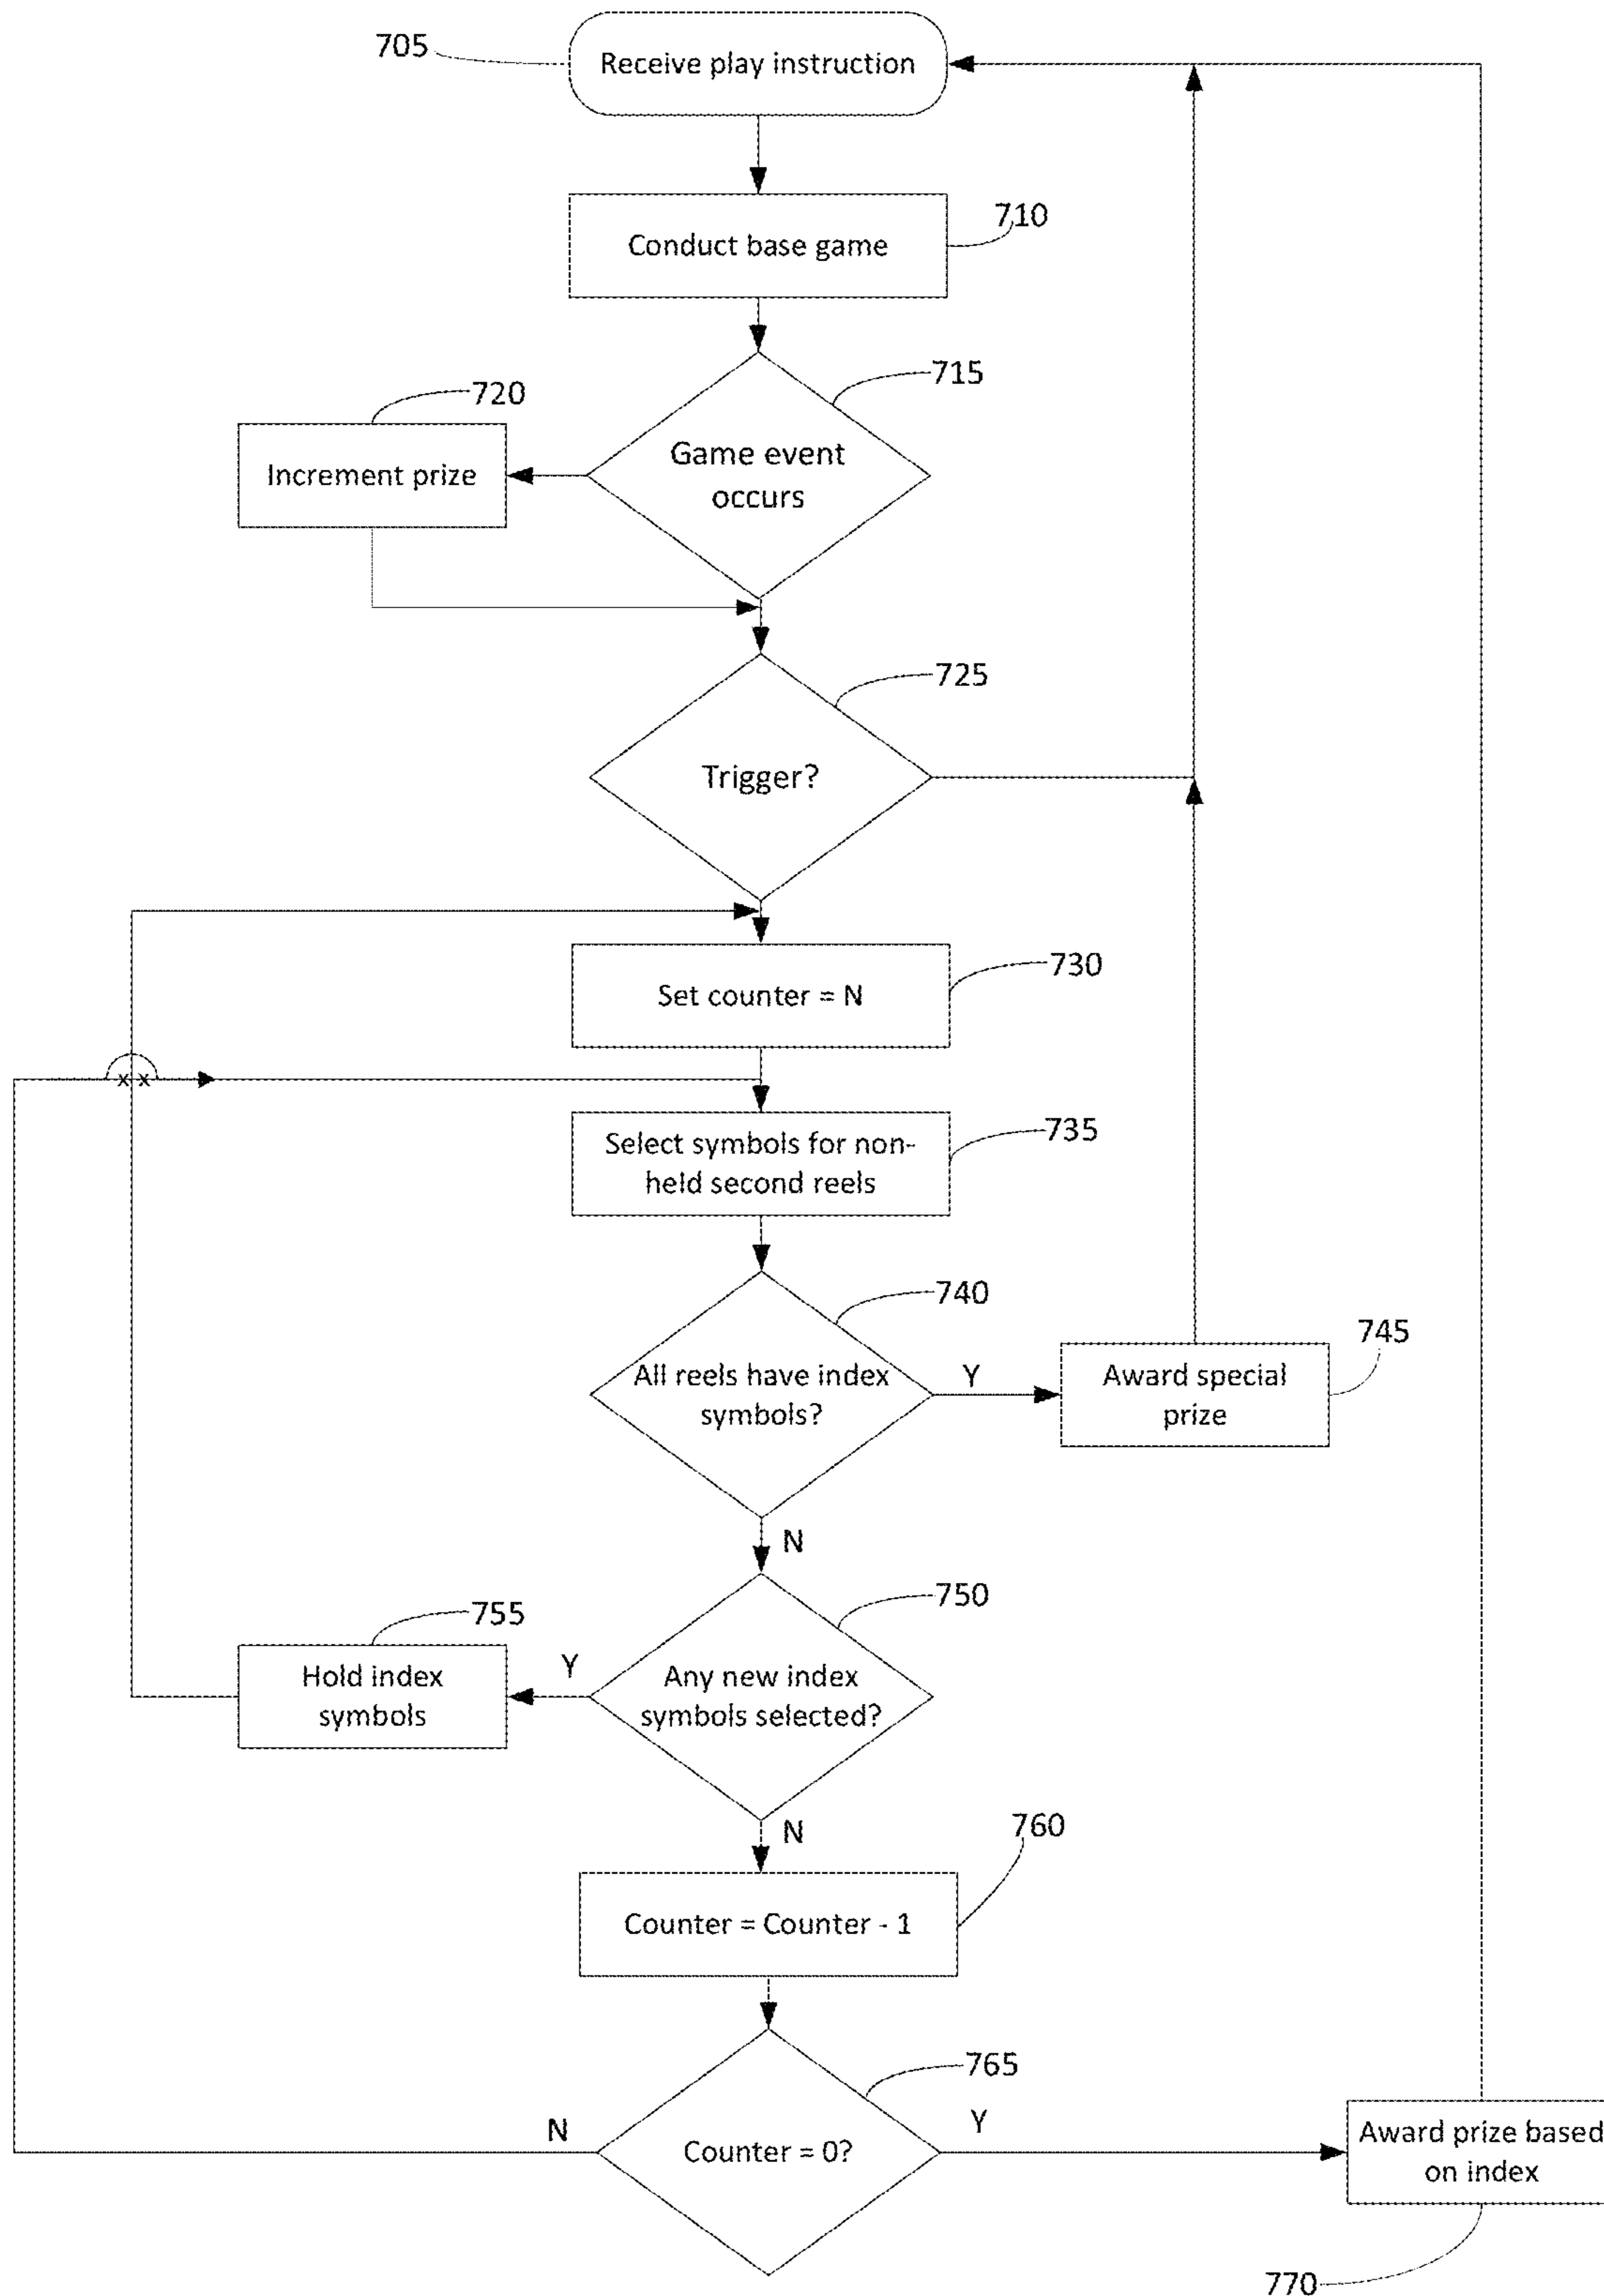 705
Receive play instruction
710
Conduct base game
715
720
Game event
occurs
Increment prize
725
Trigger?
730
Set counter = N
x x
735
Select symbols for non-
held second reels
740
745
All reels have index
symbols?
Y
Award special
prize
N
750
755
Y
Hold index
symbols
Any new index
symbols selected?
N
760
Counter = Counter - 1
765
N
Y
Counter = 0?
Award prize based
on index
770